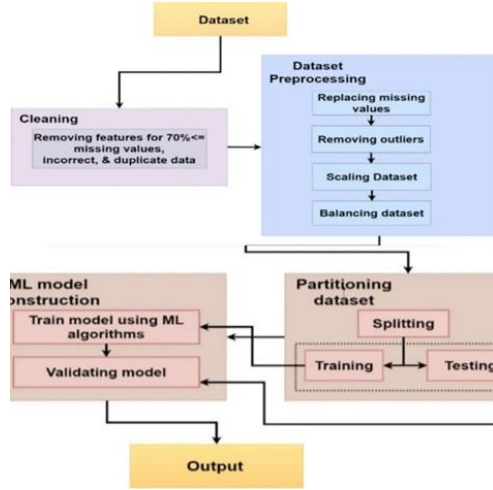 Dataset
Dataset
Preprocessing
Cleaning
Removing features for 70%<=
missing values,
incorrect, & duplicate data
Replacing missing
values
Removing outliers
Scaling Dataset
Balancing dataset
ML model
onstruction
Train model using ML
algorithms
Validating model
Partitioning
dataset
Splitting
Training
Testing
Output